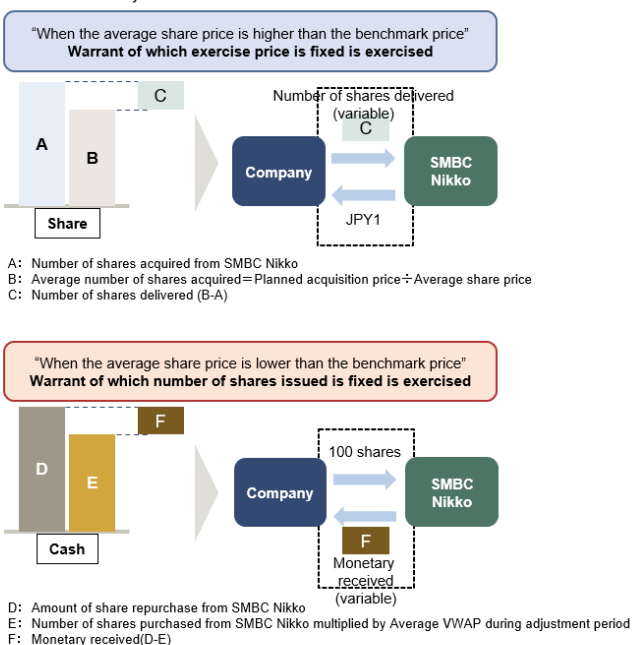 “When the average share price is higher than the benchmark price”
Warrant of which exercise price is fixed is exercised
C
A
B
Share
Number of shares delivered
(variable)
C
Company
SMBC
Nikko
JPY1
A: Number of shares acquired from SMBC Nikko
B: Average number of shares acquired＝Planned acquisition price÷Average share price
C: Number of shares delivered (B-A)
“When the average share price is lower than the benchmark price”
Warrant of which number of shares issued is fixed is exercised
F
D
E
Cash
100 shares
Company
SMBC
Nikko
F
Monetary
received
(variable)
D: Amount of share repurchase from SMBC Nikko
E: Number of shares purchased from SMBC Nikko multiplied by Average VWAP during adjustment period
F: Monetary received(D-E)